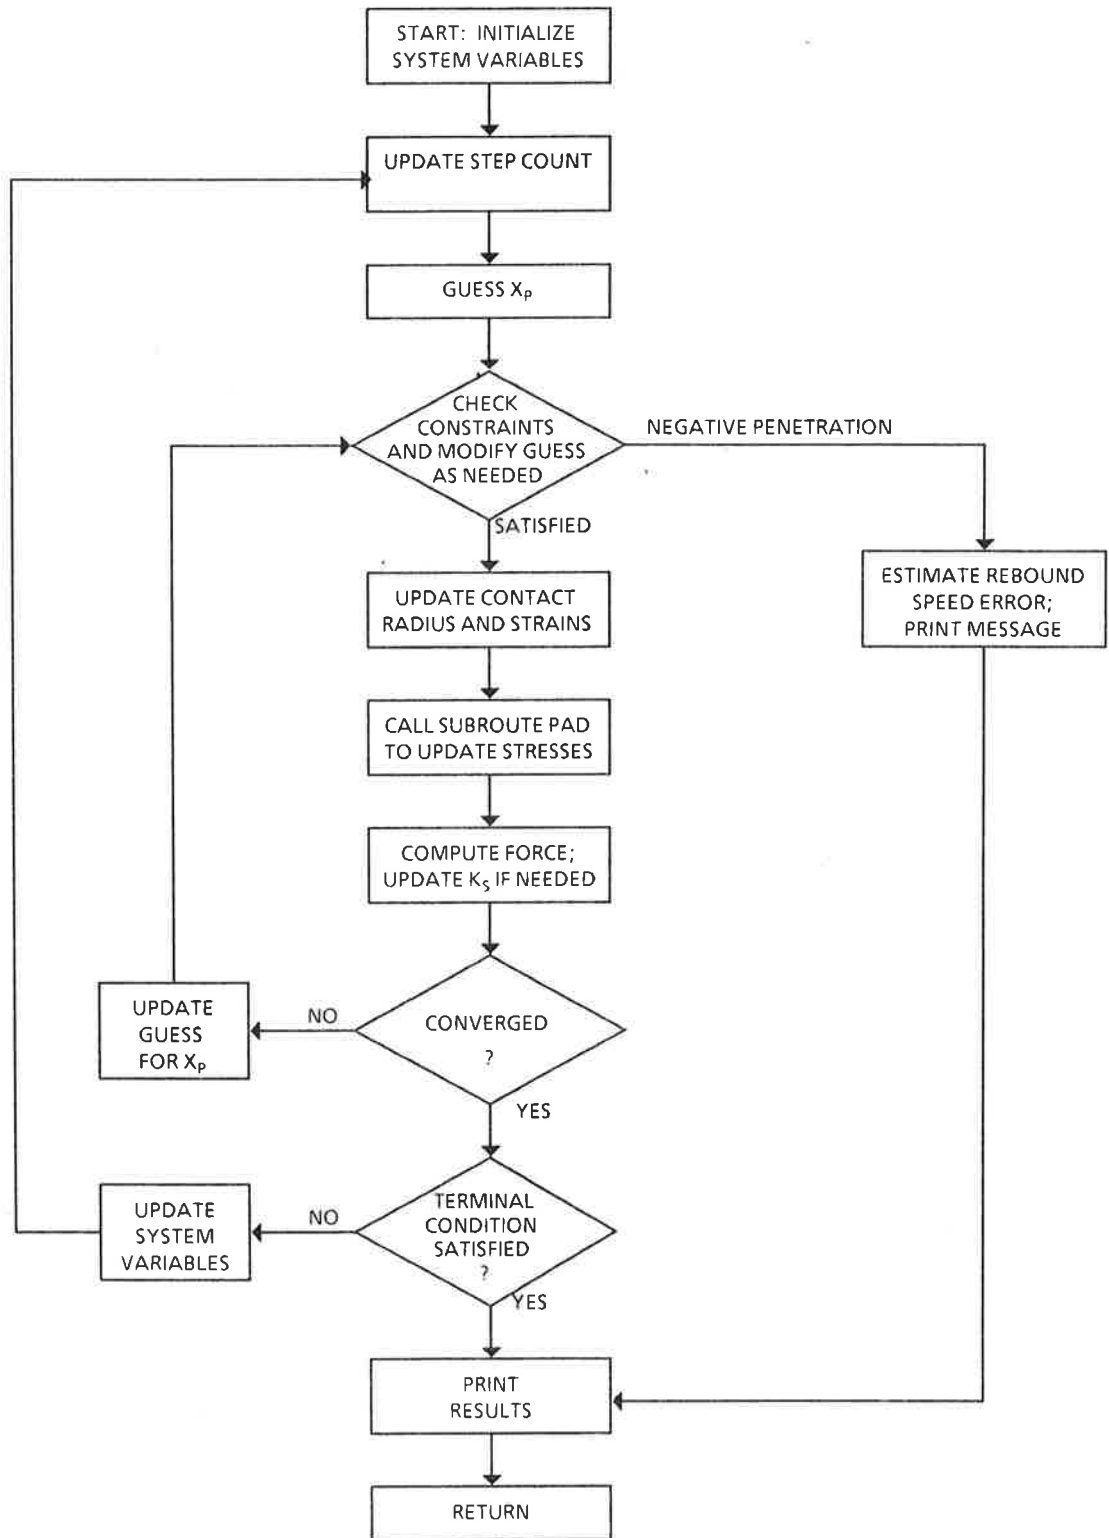 START: INITIALIZE
SYSTEM VARIABLES
UPDATE STEP COUNT
GUESS Xₚ
CHECK
CONSTRAINTS
AND MODIFY GUESS
AS NEEDED
NEGATIVE PENETRATION
SATISFIED
ESTIMATE REBOUND
SPEED ERROR;
PRINT MESSAGE
UPDATE CONTACT
RADIUS AND STRAINS
CALL SUBROUTE PAD
TO UPDATE STRESSES
COMPUTE FORCE;
UPDATE Kₛ IF NEEDED
UPDATE
GUESS
FOR Xₚ
NO
CONVERGED
?
YES
UPDATE
SYSTEM
VARIABLES
NO
TERMINAL
CONDITION
SATISFIED
?
YES
PRINT
RESULTS
RETURN